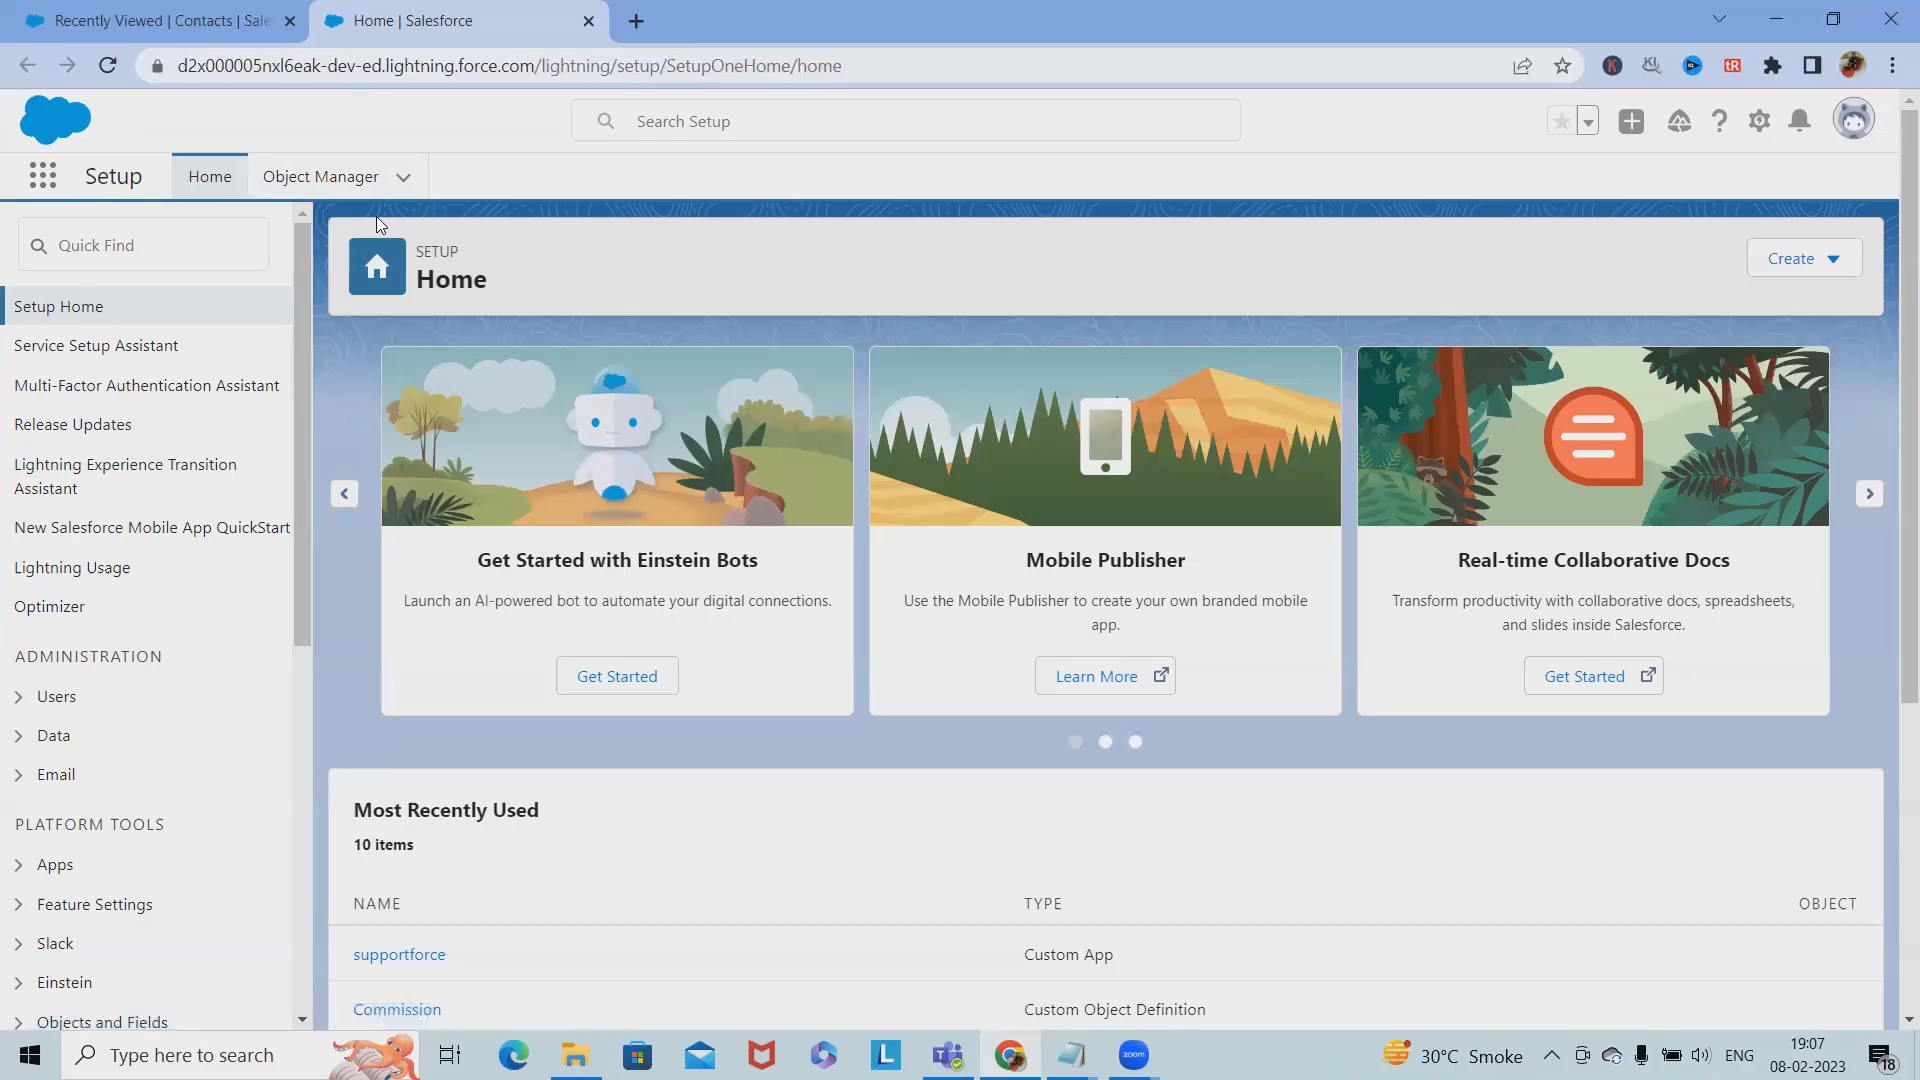 Recently Viewed | Contacts | Sale
Home | Salesforce
d2x000005nxl6eak-dev-ed.lightning.force.com/lightning/setup/SetupOneHome/home
Search Setup
Setup
Home
Object Manager
Quick Find
Setup Home
Service Setup Assistant
Multi-Factor Authentication Assistant
Release Updates
Lightning Experience Transition
Assistant
New Salesforce Mobile App QuickStart
Lightning Usage
Optimizer
ADMINISTRATION
Users
Data
Email
PLATFORM TOOLS
Apps
Feature Settings
Slack
Einstein
Objects and Fields
SETUP
Home
Create
Get Started with Einstein Bots
Launch an AI-powered bot to automate your digital connections.
Get Started
Mobile Publisher
Use the Mobile Publisher to create your own branded mobile
app.
Learn More
Real-time Collaborative Docs
Transform productivity with collaborative docs, spreadsheets,
and slides inside Salesforce.
Get Started
Most Recently Used
10 items
NAME TYPE OBJECT
supportforce Custom App
Commission Custom Object Definition
Type here to search
zoom
30°C Smoke
ENG
19:07
08-02-2023
18